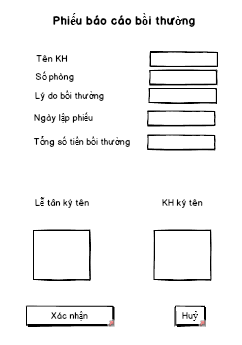 Phiếu báo cáo bồi thường
Tên KH
Số phòng
Lý do bồi thường
Ngày lập phiếu
Tổng số tiền bồi thường
Lễ tân ký tên KH ký tên
Xác nhận Huỷ